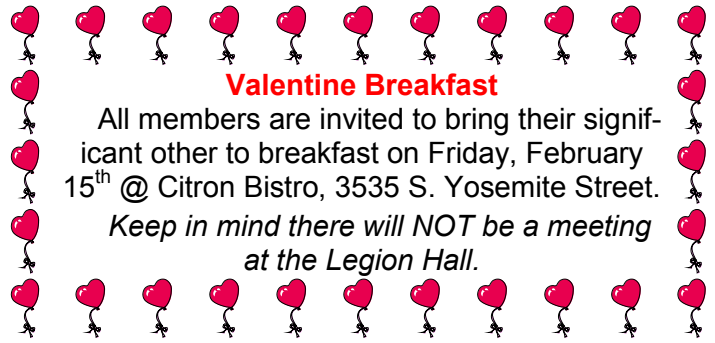 Valentine Breakfast
All members are invited to bring their signif-
icant other to breakfast on Friday, February
15th @ Citron Bistro, 3535 S. Yosemite Street.
Keep in mind there will NOT be a meeting
at the Legion Hall.